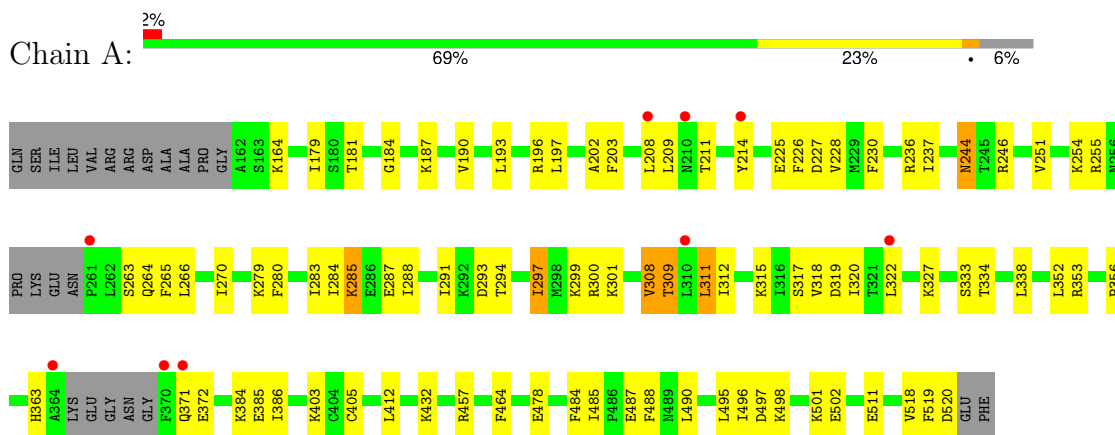 2%
Chain A:
69% 23% • 6%
GLN SER ILE LEU VAL ARG ARG ASP ALA ALA PRO GLY A162 S163 K164 I179 S180 T181 G184 K187 V190 L193 R196 L197 A202 F203 L208 L209 N210 T211 Y214 E225 F226 D227 V228 M229 F230 R236 I237 N244 T245 R246 V251 K254 R255 N256
PRO LYS GLU ASN P261 L262 S263 Q264 F265 L266 I270 K279 F280 I283 I284 K285 E286 E287 I288 I291 K292 D293 T294 I297 M298 K299 R300 K301 V308 T309 L310 L311 I312 K315 I316 S317 V318 D319 I320 T321 L322 K327 S333 T334 L338 L352 R353 R356
H363 A364 LYS GLU GLY ASN GLY F370 Q371 E372 K384 E385 I386 K403 C404 C405 L412 K432 R457 F464 E478 F484 I485 P486 E487 F488 N489 L490 L495 I496 D497 K498 K501 E502 E511 V518 F519 D520 GLU PHE